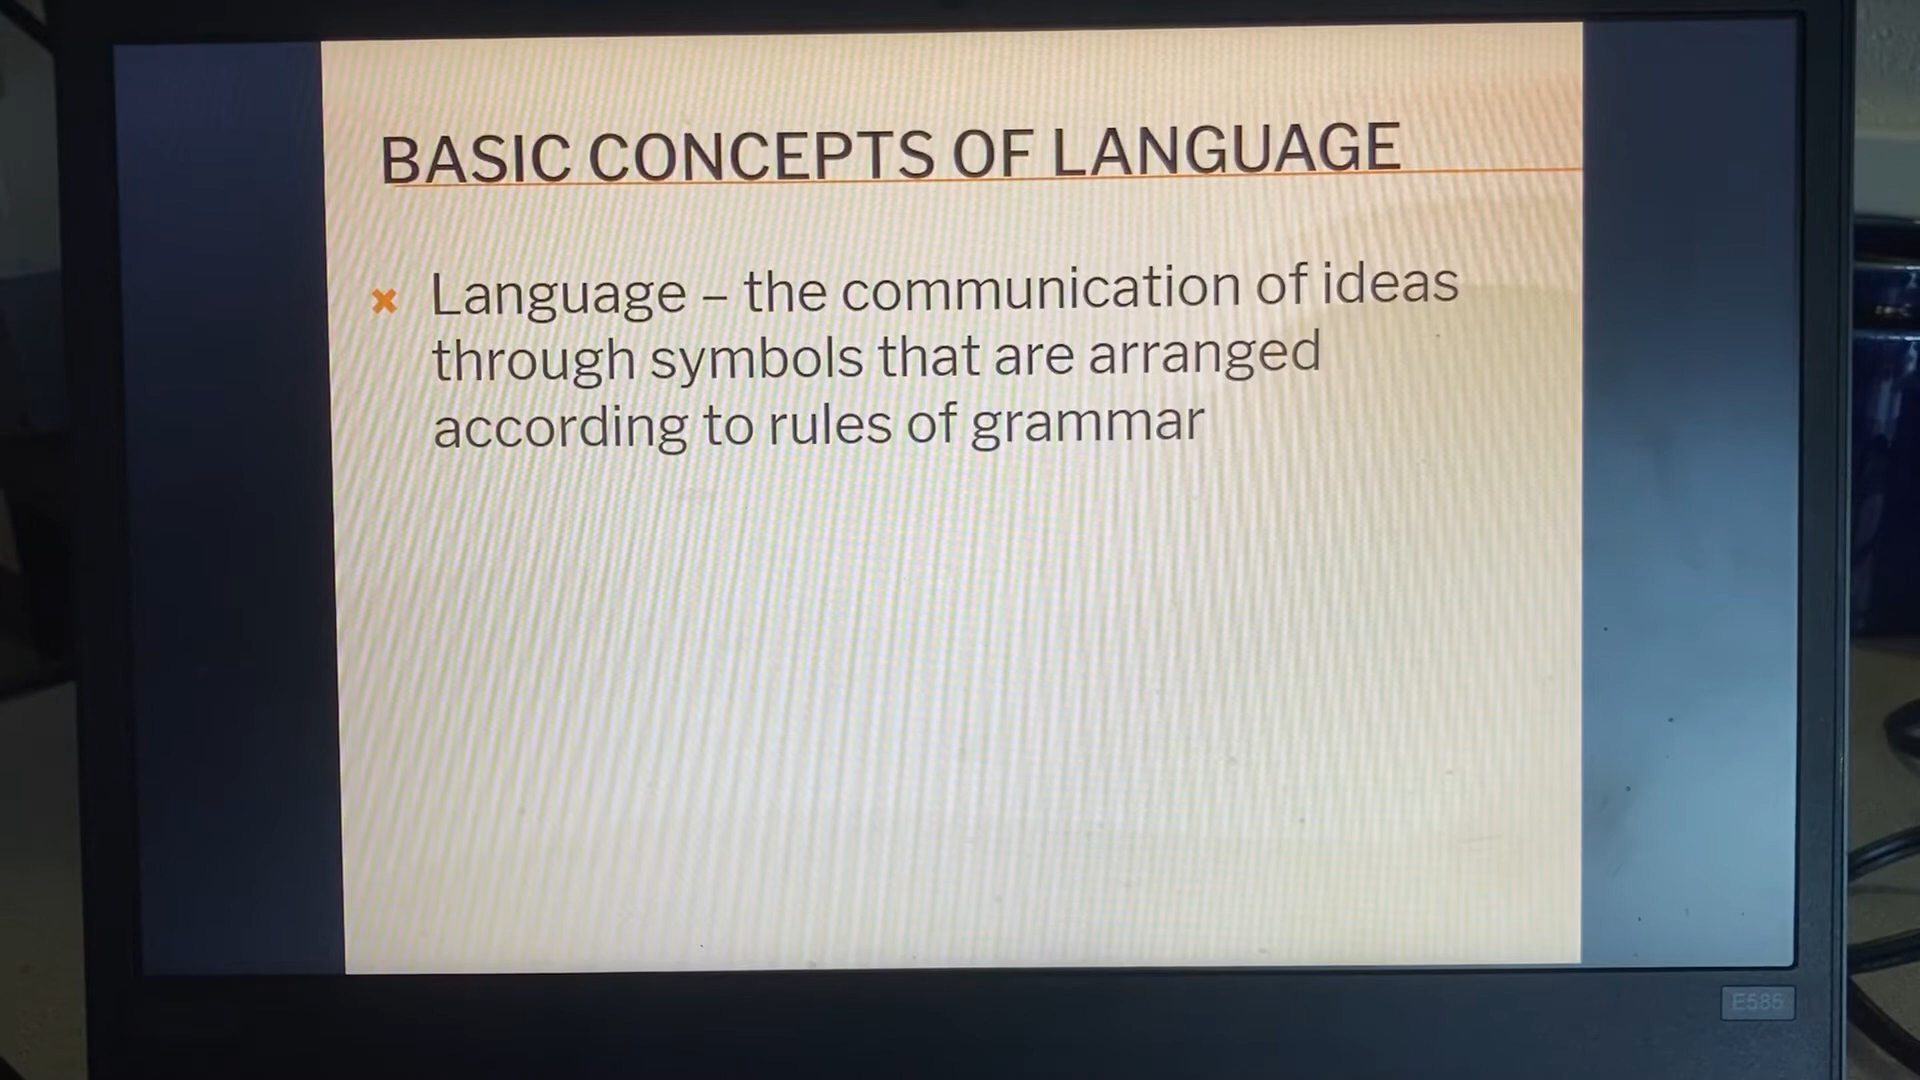 BASIC CONCEPTS OF LANGUAGE
Language – the communication of ideas
through symbols that are arranged
according to rules of grammar
E585